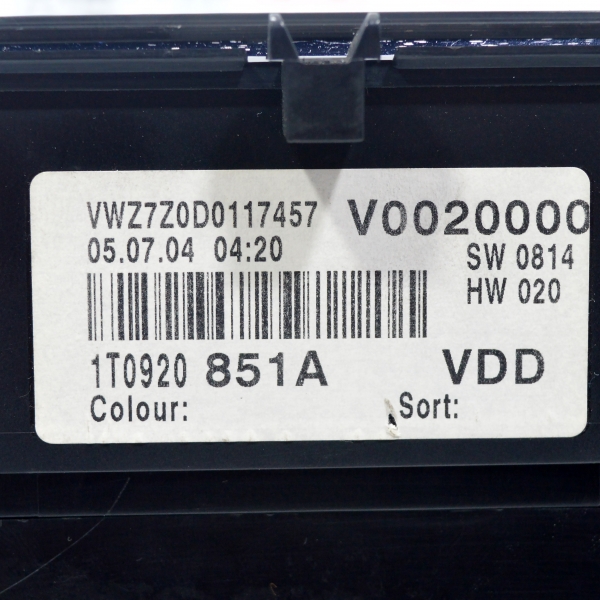 VWZ7Z0D0117457 V0020000
05.07.04 04:20 SW 0814
HW 020
1T0920 851A VDD
Colour: Sort: